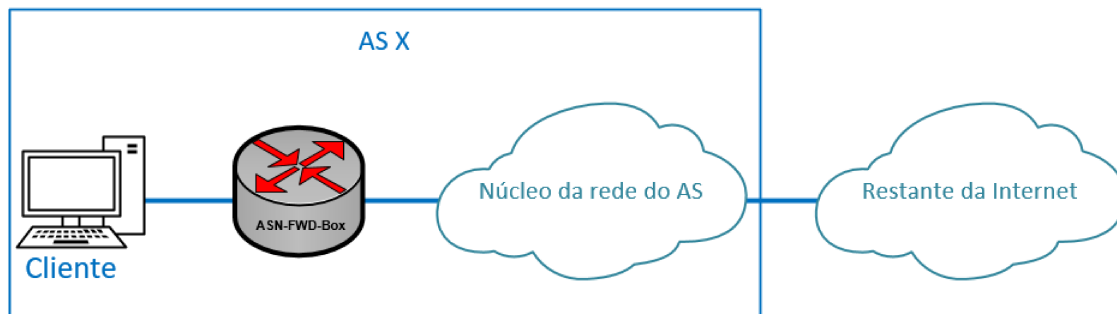 AS X
ASN-FWD-Box
Núcleo da rede do AS
Restante da Internet
Cliente